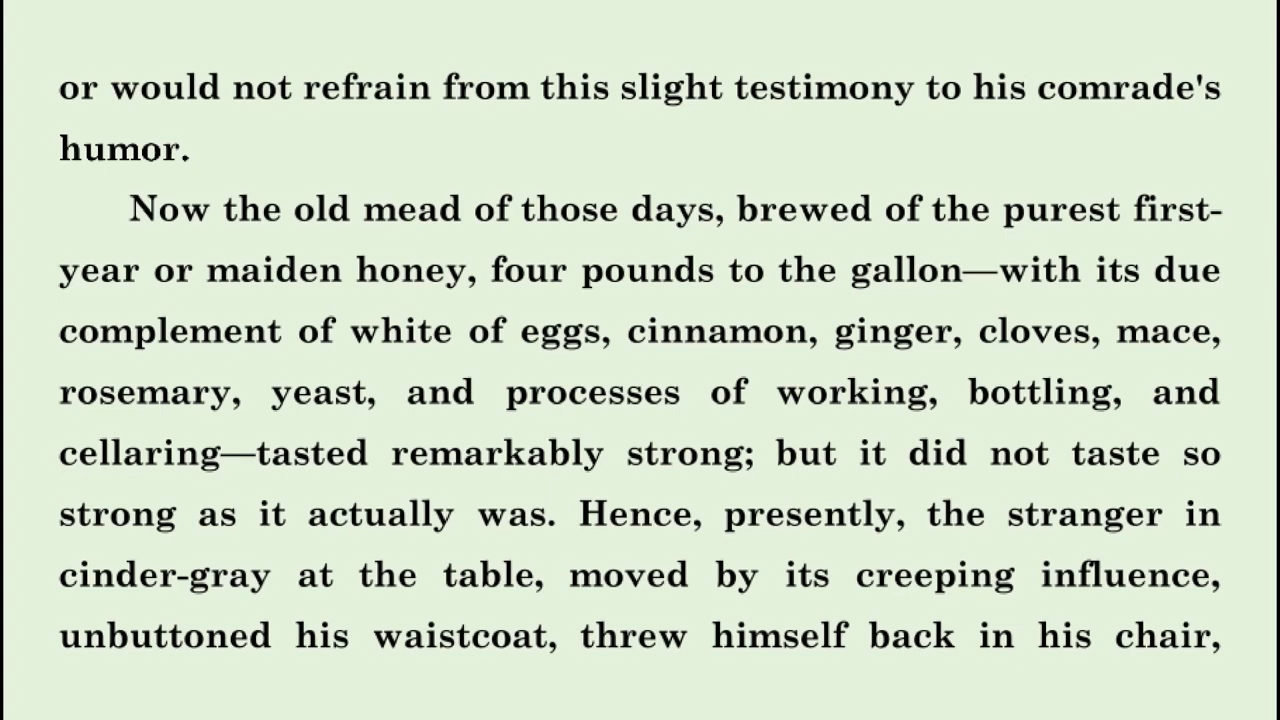 or would not refrain from this slight testimony to his comrade's
humor.
Now the old mead of those days, brewed of the purest first-
year or maiden honey, four pounds to the gallon—with its due
complement of white of eggs, cinnamon, ginger, cloves, mace,
rosemary, yeast, and processes of working, bottling, and
cellaring—tasted remarkably strong; but it did not taste so
strong as it actually was. Hence, presently, the stranger in
cinder-gray at the table, moved by its creeping influence,
unbuttoned his waistcoat, threw himself back in his chair,